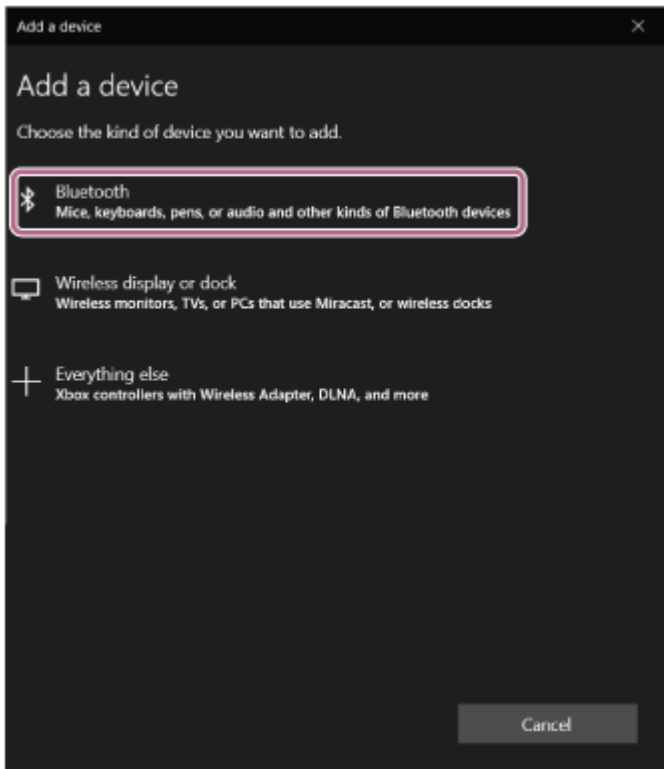 Add a device
Add a device
Choose the kind of device you want to add.
Bluetooth
Mice, keyboards, pens, or audio and other kinds of Bluetooth devices
Wireless display or dock
Wireless monitors, TVs, or PCs that use Miracast, or wireless docks
Everything else
Xbox controllers with Wireless Adapter, DLNA, and more
Cancel